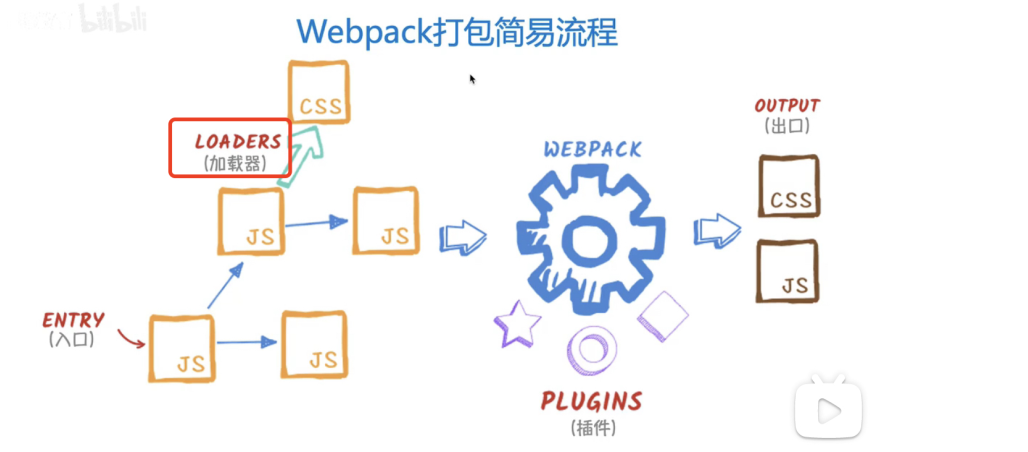 bilibili
Webpack打包简易流程
CSS
LOADERS
(加载器)
JS
JS
ENTRY
(入口)
JS
JS
WEBPACK
PLUGINS
(插件)
OUTPUT
(出口)
CSS
JS